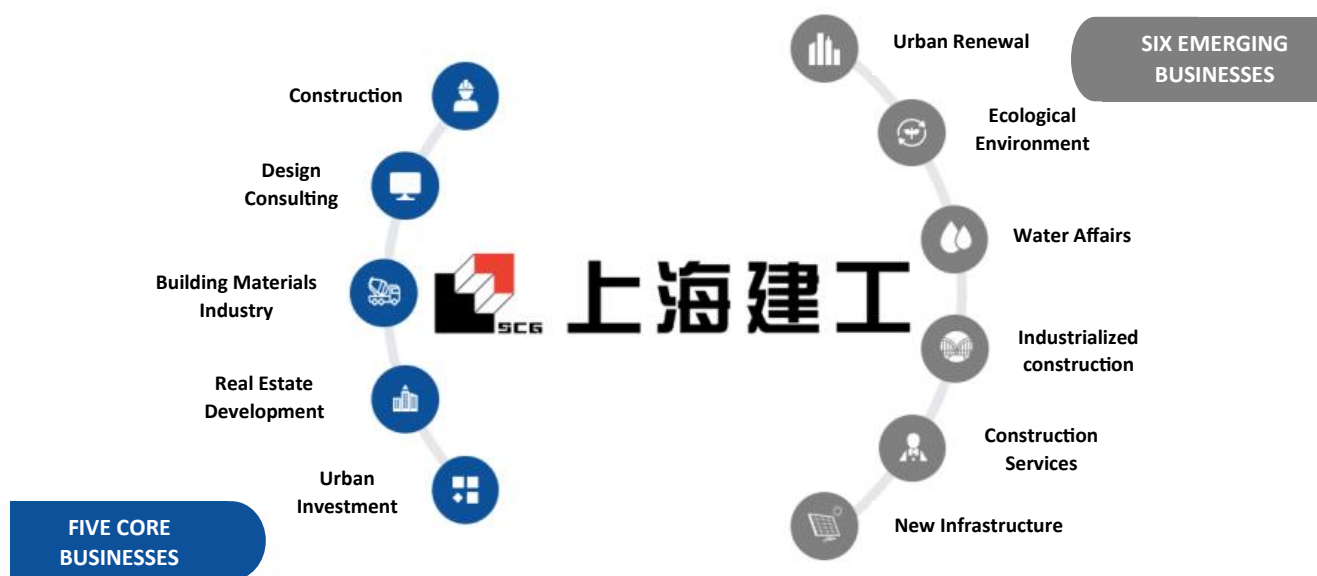 Construction
Design
Consulting
Building Materials
Industry
Real Estate
Development
Urban
Investment
FIVE CORE
BUSINESSES
SCG
上海建工
SIX EMERGING
BUSINESSES
Urban Renewal
Ecological
Environment
Water Affairs
Industrialized
construction
Construction
Services
New Infrastructure